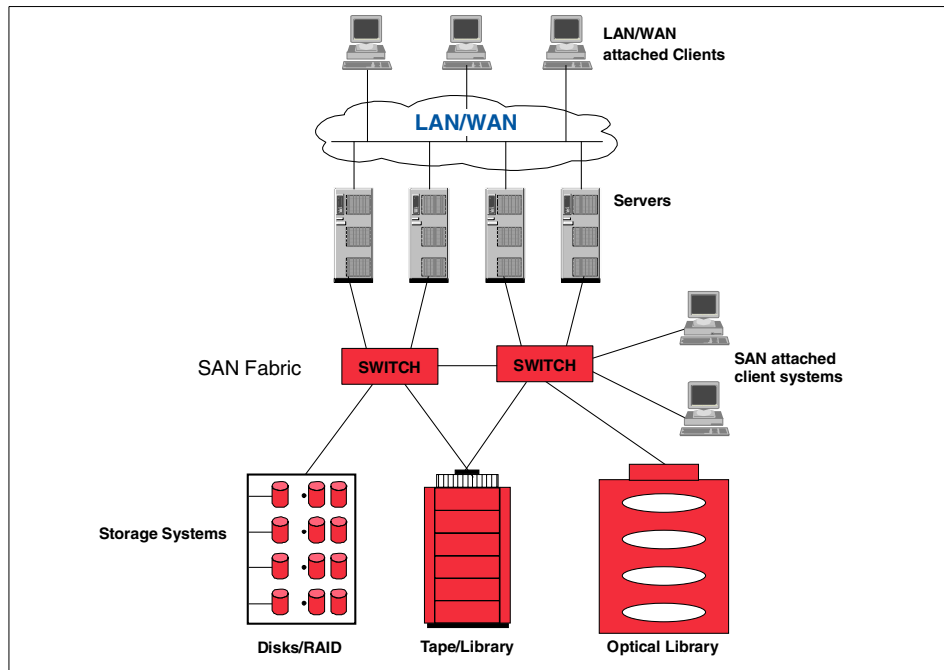 LAN/WAN
attached Clients
LAN/WAN
Servers
SAN Fabric
SWITCH
SWITCH
SAN attached
client systems
Storage Systems
Disks/RAID
Tape/Library
Optical Library